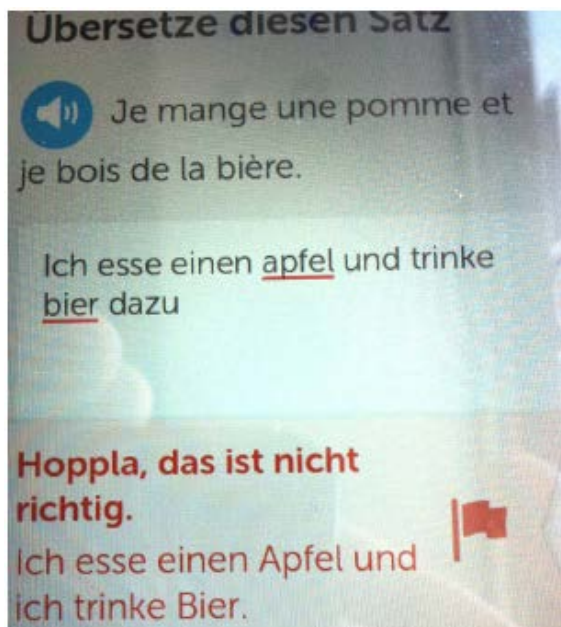 Übersetze diesen Satz
Je mange une pomme et
je bois de la bière.
Ich esse einen apfel und trinke
bier dazu
Hoppla, das ist nicht
richtig.
Ich esse einen Apfel und
ich trinke Bier.